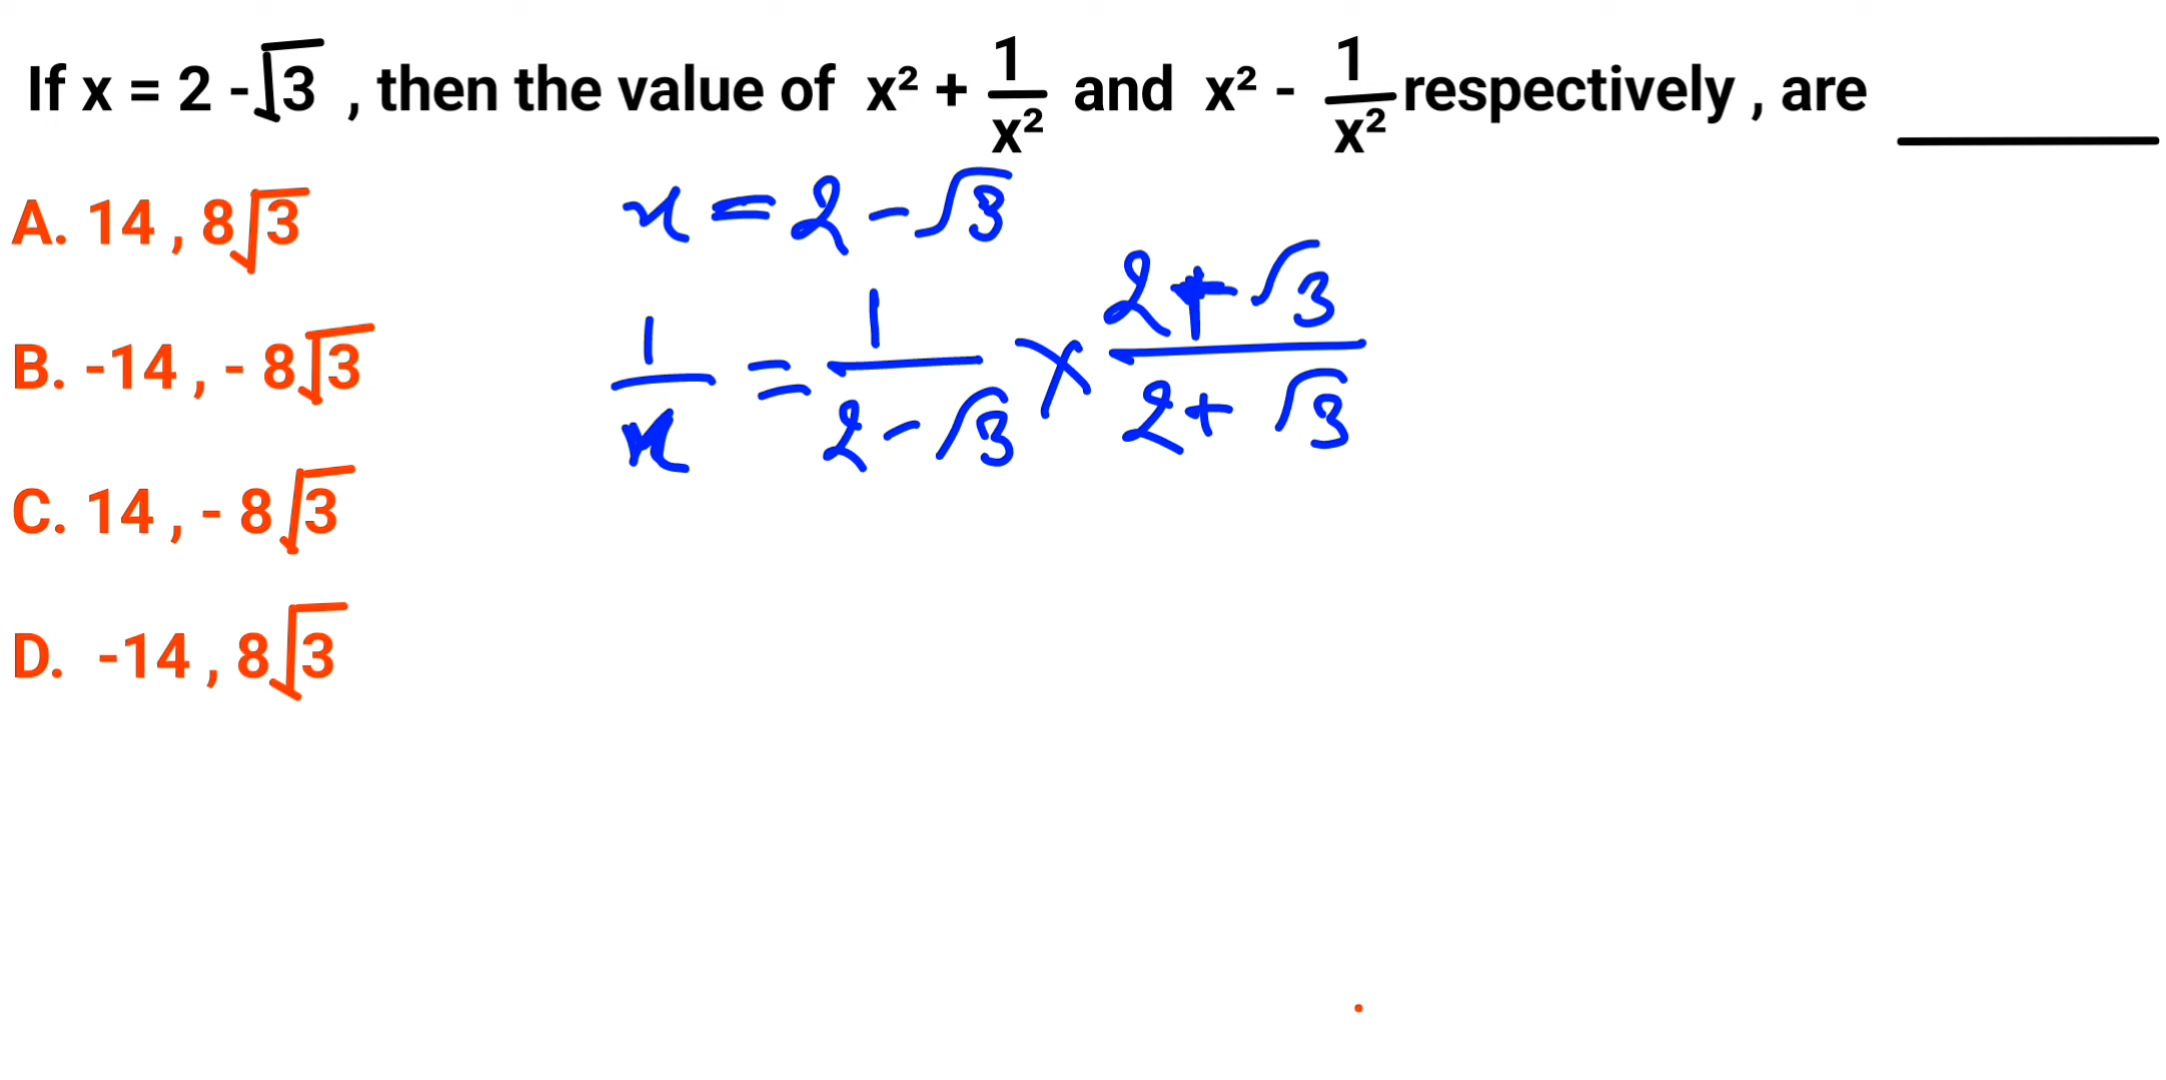 If x = 2 - √3 , then the value of x² + 1/x² and x² - 1/x² respectively , are ________
A. 14 , 8√3
B. -14 , - 8√3
C. 14 , - 8√3
D. -14 , 8√3
x = 2 - √3
1/x = 1/(2 - √3) × (2 + √3)/(2 + √3)